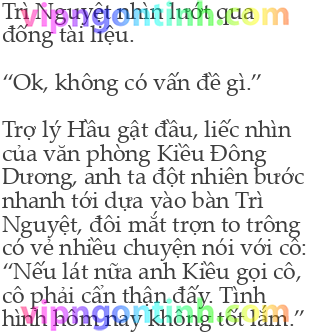 Trì Nguyệt nhìn lướt qua
đống tài liệu.
“Ok, không có vấn đề gì.”
Trợ lý Hầu gật đầu, liếc nhìn
của văn phòng Kiều Đông
Dương, anh ta đột nhiên bước
nhanh tới dựa vào bàn Trì
Nguyệt, đôi mắt trợn to trông
có vẻ nhiều chuyện nói với cô:
“Nếu lát nữa anh Kiều gọi cô,
cô phải cẩn thận đấy. Tình
hình hôm nay không tốt lắm.”
vipngontinh.com
vipngontinh.com